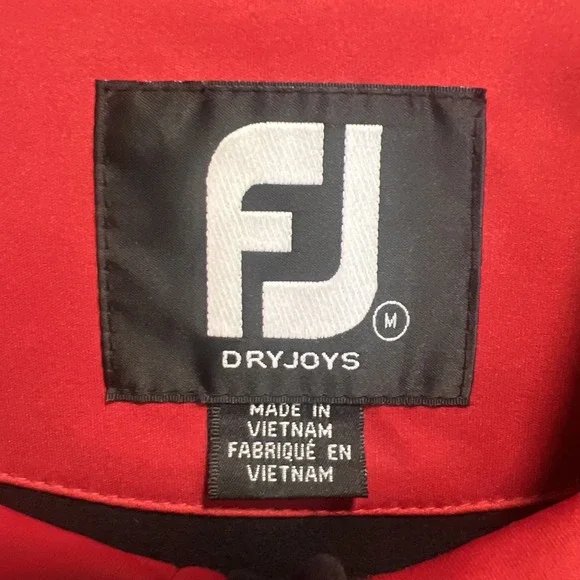 FJ
M
DRYJOYS
MADE IN
VIETNAM
FABRIQUÉ EN
VIETNAM